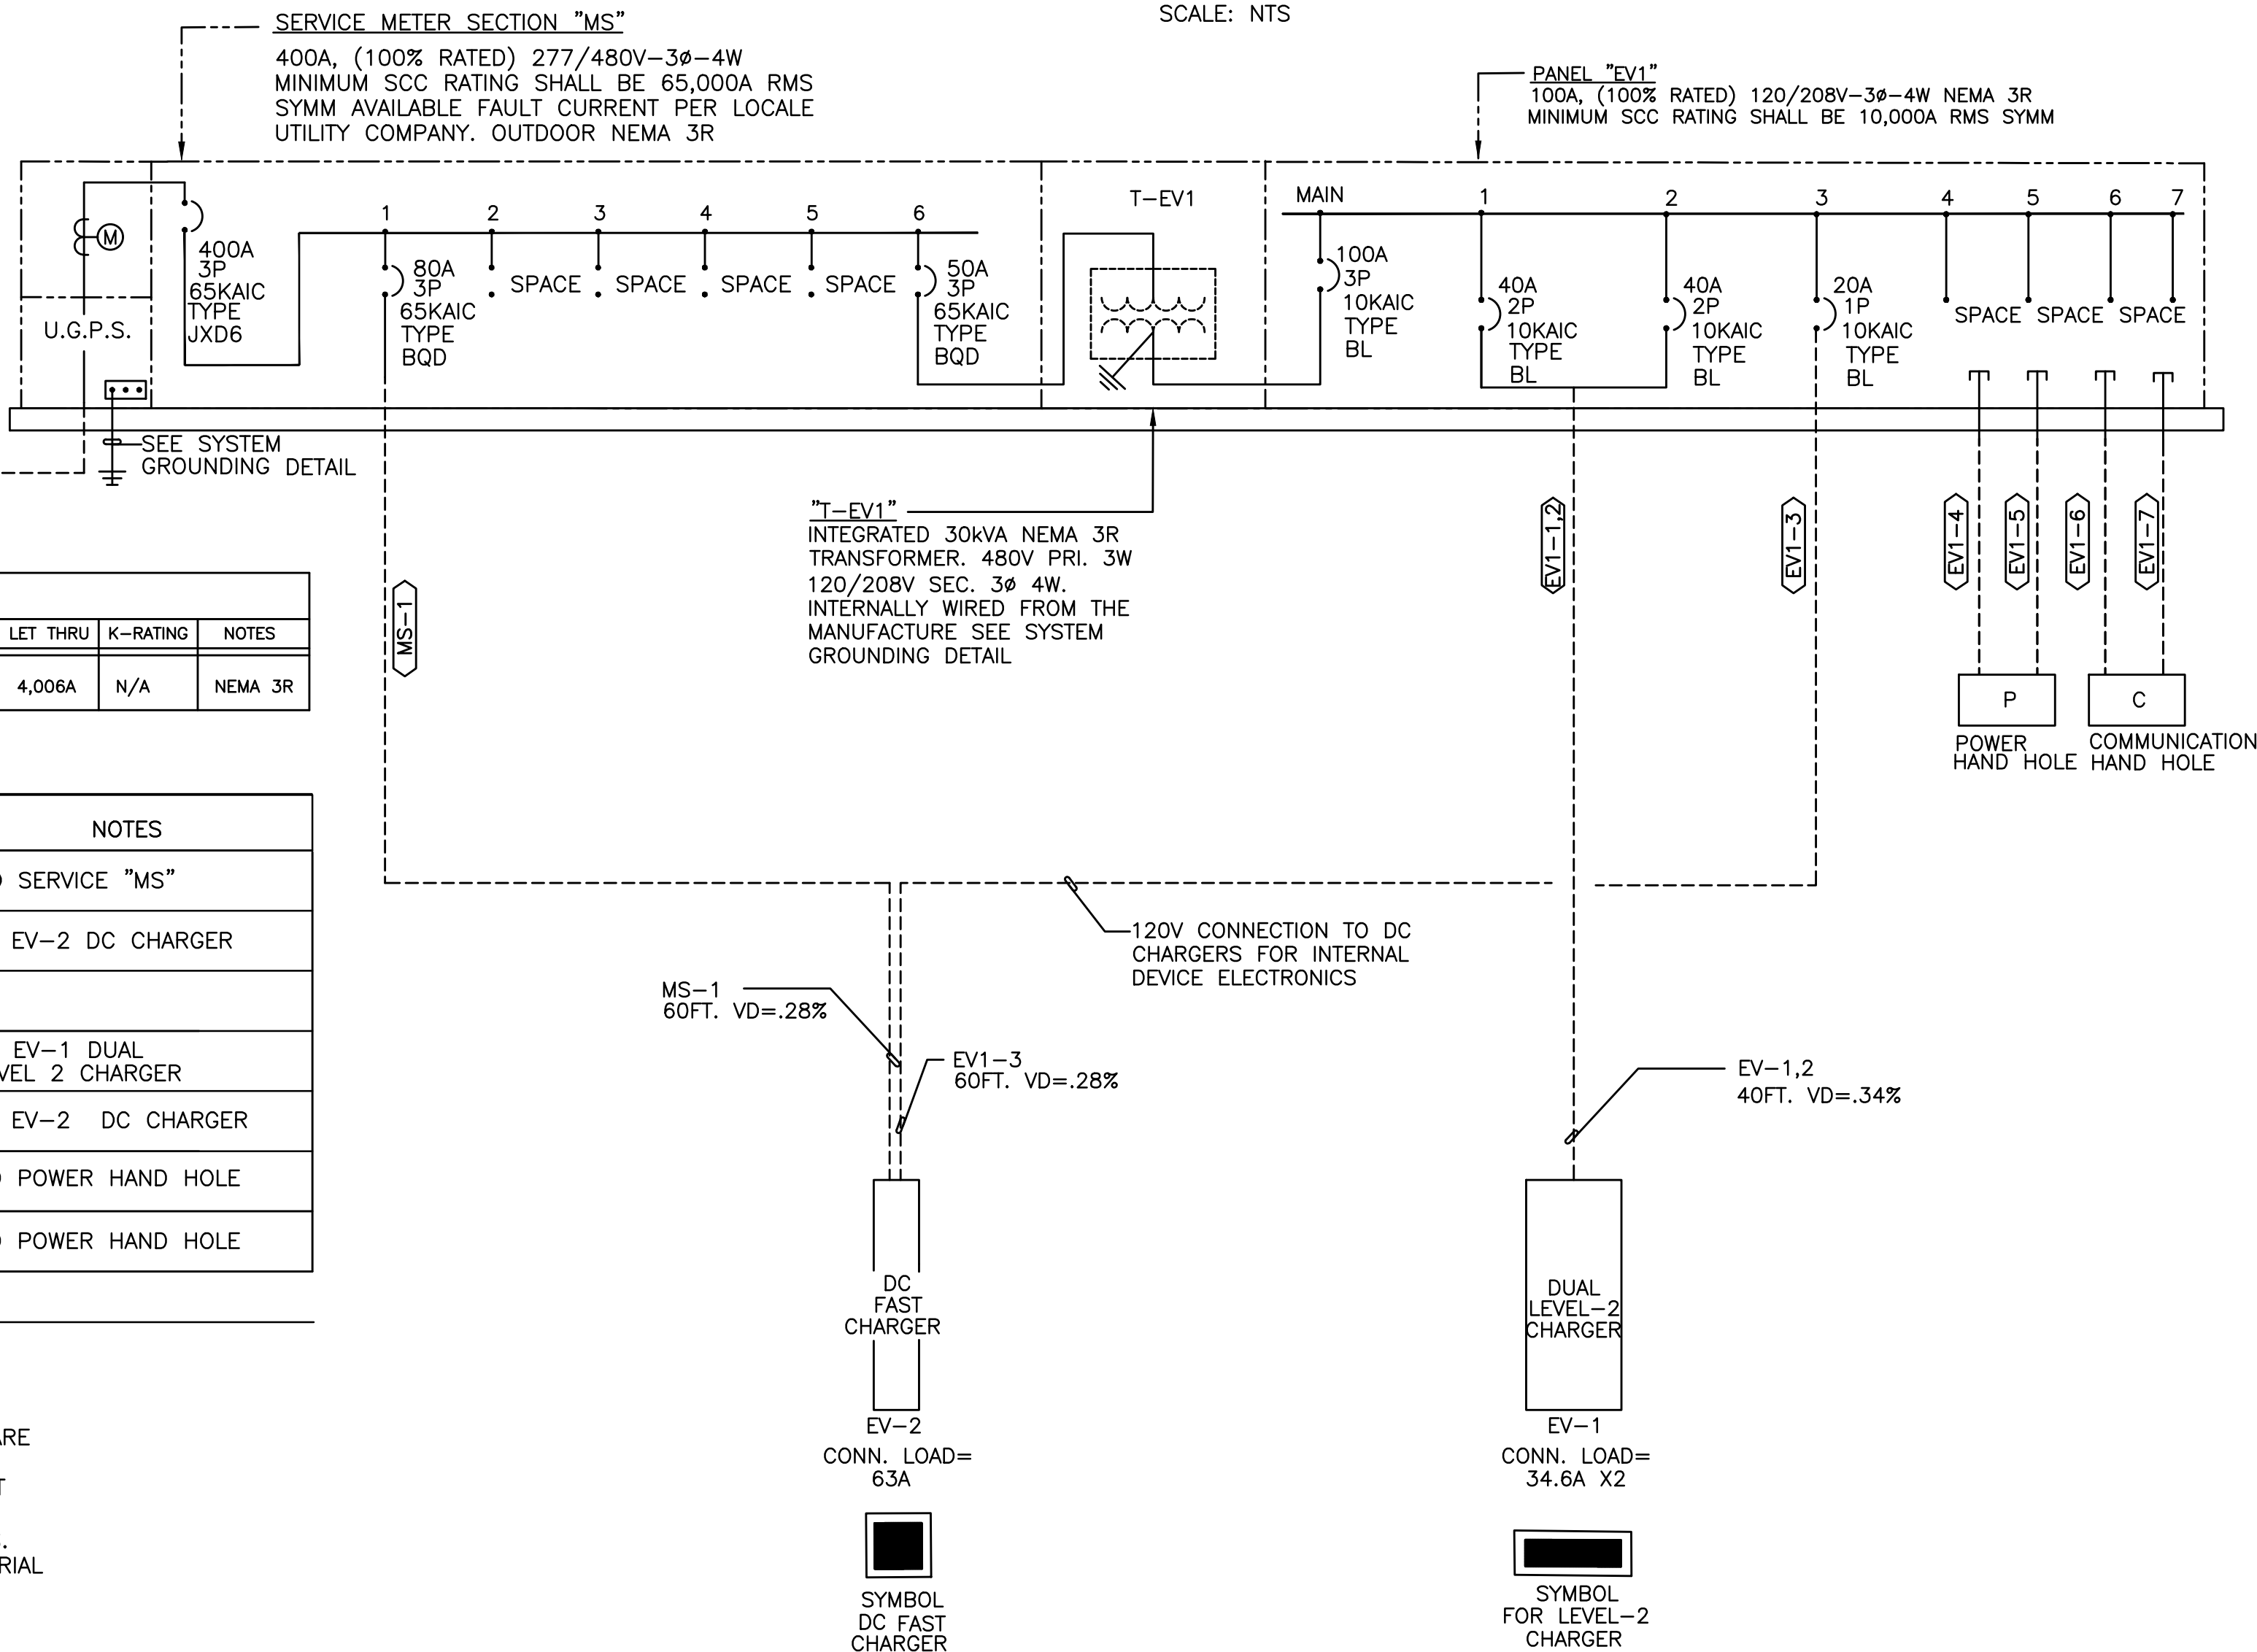 SCALE: NTS
SERVICE METER SECTION "MS"
400A, (100% RATED) 277/480V-3ø-4W
MINIMUM SCC RATING SHALL BE 65,000A RMS
SYMM AVAILABLE FAULT CURRENT PER LOCALE
UTILITY COMPANY. OUTDOOR NEMA 3R
PANEL "EV1"
100A, (100% RATED) 120/208V-3ø-4W NEMA 3R
MINIMUM SCC RATING SHALL BE 10,000A RMS SYMM
M
U.G.P.S.
400A
3P
65KAIC
TYPE
JXD6
1
2
3
4
5
6
80A
3P
65KAIC
TYPE
BQD
SPACE
SPACE
SPACE
SPACE
50A
3P
65KAIC
TYPE
BQD
T-EV1
MAIN
1
2
3
4
5
6
7
100A
3P
10KAIC
TYPE
BL
40A
2P
10KAIC
TYPE
BL
40A
2P
10KAIC
TYPE
BL
20A
1P
10KAIC
TYPE
BL
SPACE
SPACE
SPACE
SEE SYSTEM
GROUNDING DETAIL
"T-EV1"
INTEGRATED 30kVA NEMA 3R
TRANSFORMER. 480V PRI. 3W
120/208V SEC. 3ø 4W.
INTERNALLY WIRED FROM THE
MANUFACTURE SEE SYSTEM
GROUNDING DETAIL
MS-1
EV1-1,2
EV1-3
EV1-4
EV1-5
EV1-6
EV1-7
P
C
POWER
HAND HOLE
COMMUNICATION
HAND HOLE
LET THRU K-RATING NOTES
4,006A N/A NEMA 3R
NOTES
SERVICE "MS"
EV-2 DC CHARGER
EV-1 DUAL
VEL 2 CHARGER
EV-2 DC CHARGER
POWER HAND HOLE
POWER HAND HOLE
120V CONNECTION TO DC
CHARGERS FOR INTERNAL
DEVICE ELECTRONICS
MS-1
60FT. VD=.28%
EV1-3
60FT. VD=.28%
EV-1,2
40FT. VD=.34%
DC
FAST
CHARGER
EV-2
CONN. LOAD=
63A
DUAL
LEVEL-2
CHARGER
EV-1
CONN. LOAD=
34.6A X2
ARE
T
.
RIAL
SYMBOL
DC FAST
CHARGER
SYMBOL
FOR LEVEL-2
CHARGER